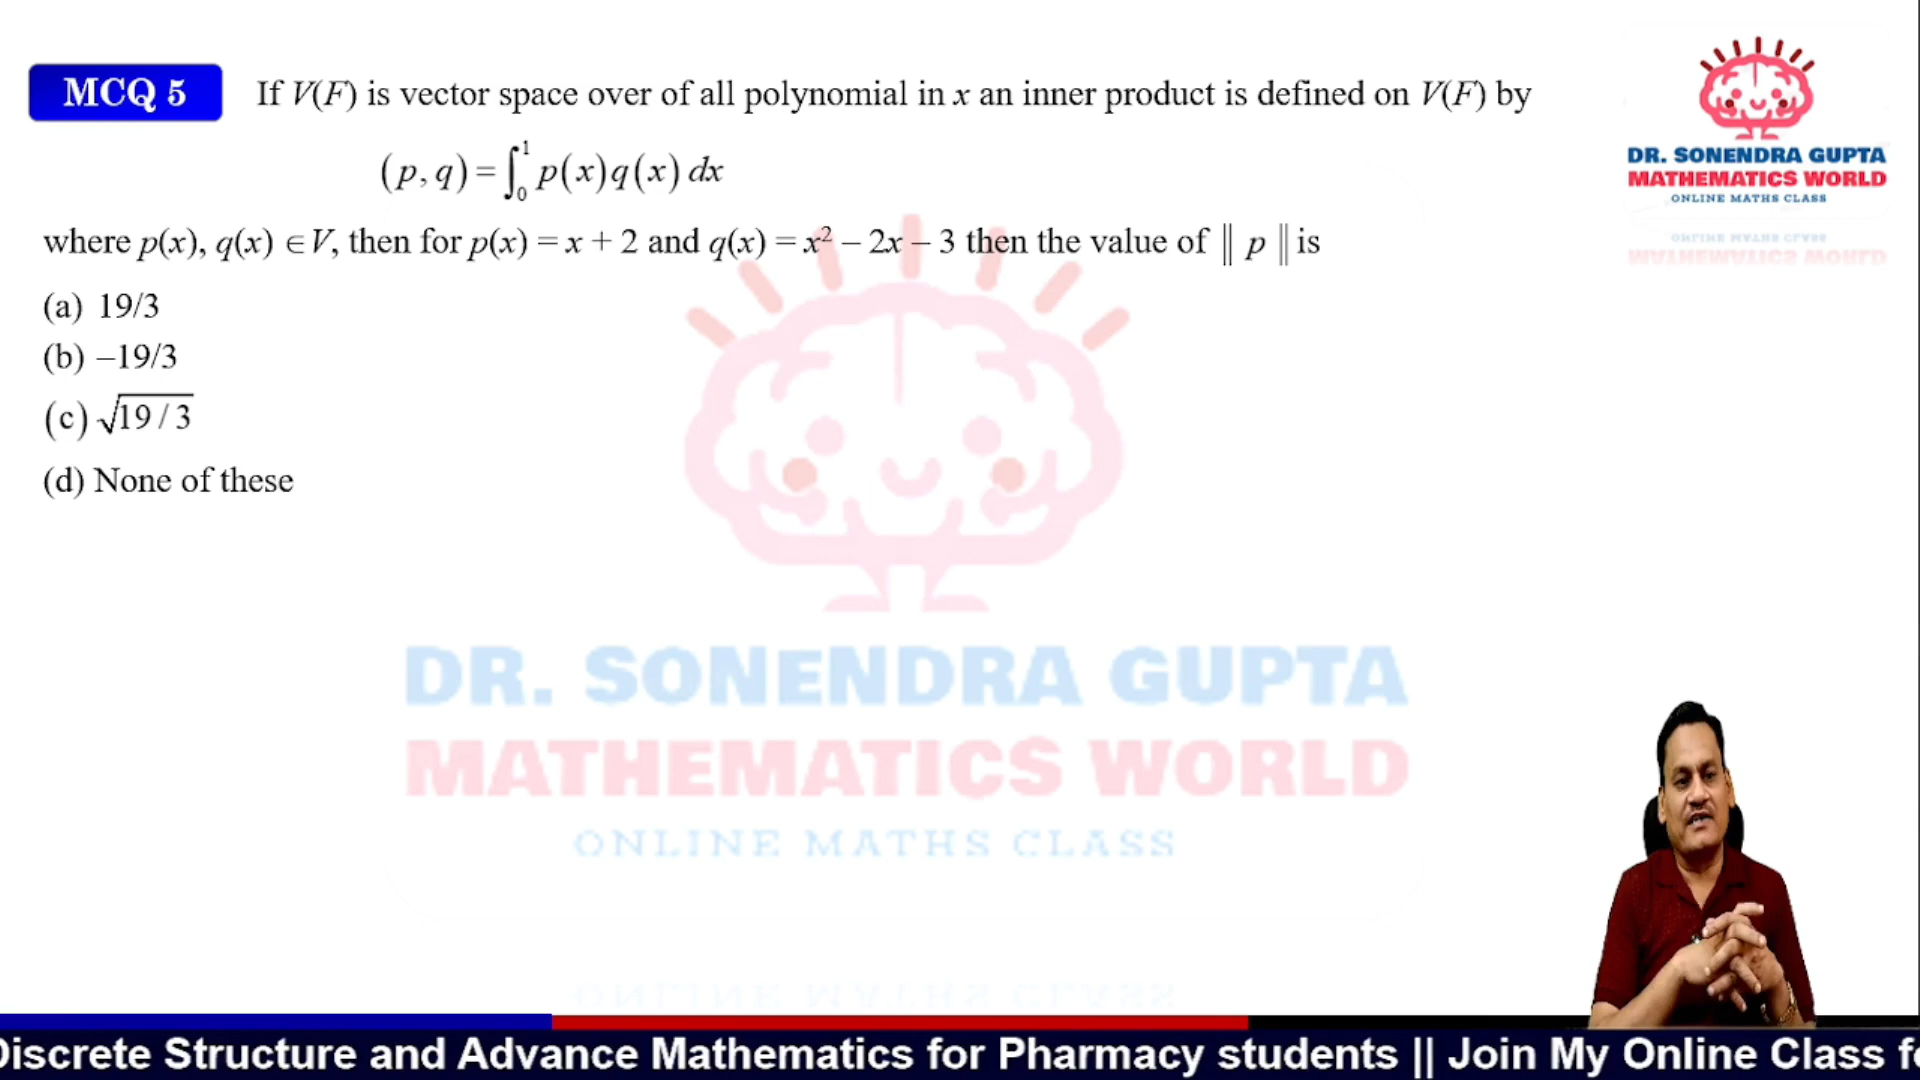 MCQ 5 If V(F) is vector space over of all polynomial in x an inner product is defined on V(F) by
(p, q) = ∫₀¹ p(x)q(x) dx
where p(x), q(x) ∈ V, then for p(x) = x + 2 and q(x) = x² – 2x – 3 then the value of || p || is
(a) 19/3
(b) –19/3
(c) √19 / 3
(d) None of these
DR. SONENDRA GUPTA
MATHEMATICS WORLD
ONLINE MATHS CLASS
DR. SONENDRA GUPTA
MATHEMATICS WORLD
ONLINE MATHS CLASS
Discrete Structure and Advance Mathematics for Pharmacy students || Join My Online Class